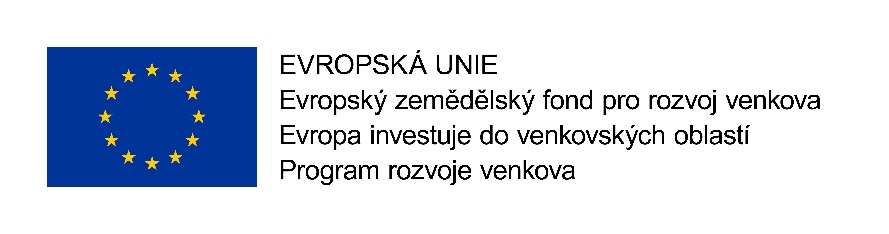 EVROPSKÁ UNIE
Evropský zemědělský fond pro rozvoj venkova
Evropa investuje do venkovských oblastí
Program rozvoje venkova